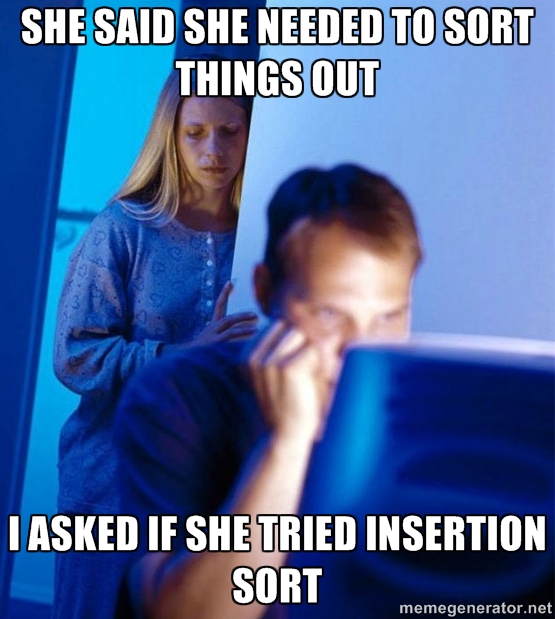 SHE SAID SHE NEEDED TO SORT
THINGS OUT
I ASKED IF SHE TRIED INSERTION
SORT
memegenerator.net